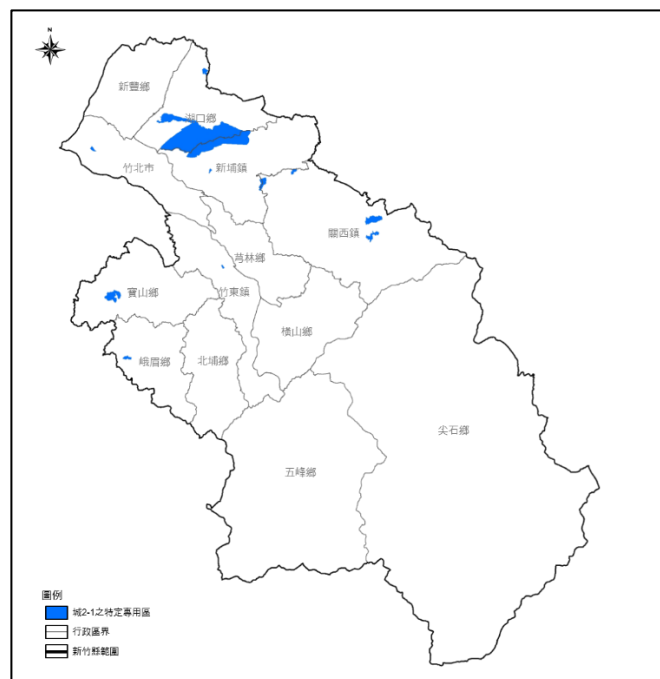 N
新豐鄉
湖口鄉
竹北市
新埔鎮
關西鎮
芎林鄉
寶山鄉
竹東鎮
橫山鄉
峨眉鄉
北埔鄉
尖石鄉
五峰鄉
圖例
城2-1之特定專用區
行政區界
新竹縣範圍